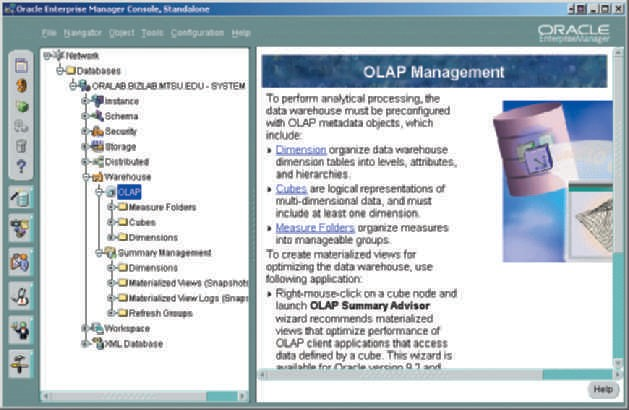 Oracle Enterprise Manager Console, Standalone
File Navigator Object Tools Configuration Help
ORACLE
EnterpriseManager
Network
Databases
ORALAB.BIZLAB.MTSU.EDU - SYSTEM
Instance
Schema
Security
Storage
Distributed
Warehouse
OLAP
Measure Folders
Cubes
Dimensions
Summary Management
Dimensions
Materialized Views (Snapshots
Materialized View Logs (Snaps
Refresh Groups
Workspace
XML Database
OLAP Management
To perform analytical processing, the
data warehouse must be preconfigured
with OLAP metadata objects, which
include:
Dimension organize data warehouse
dimension tables into levels, attributes,
and hierarchies.
Cubes are logical representations of
multi-dimensional data, and must
include at least one dimension.
Measure Folders organize measures
into manageable groups.
To create materialized views for
optimizing the data warehouse, use
following application:
Right-mouse-click on a cube node and
launch OLAP Summary Advisor
wizard recommends materialized
views that optimize performance of
OLAP client applications that access
data defined by a cube. This wizard is
available for Oracle version 9.2 and
Help